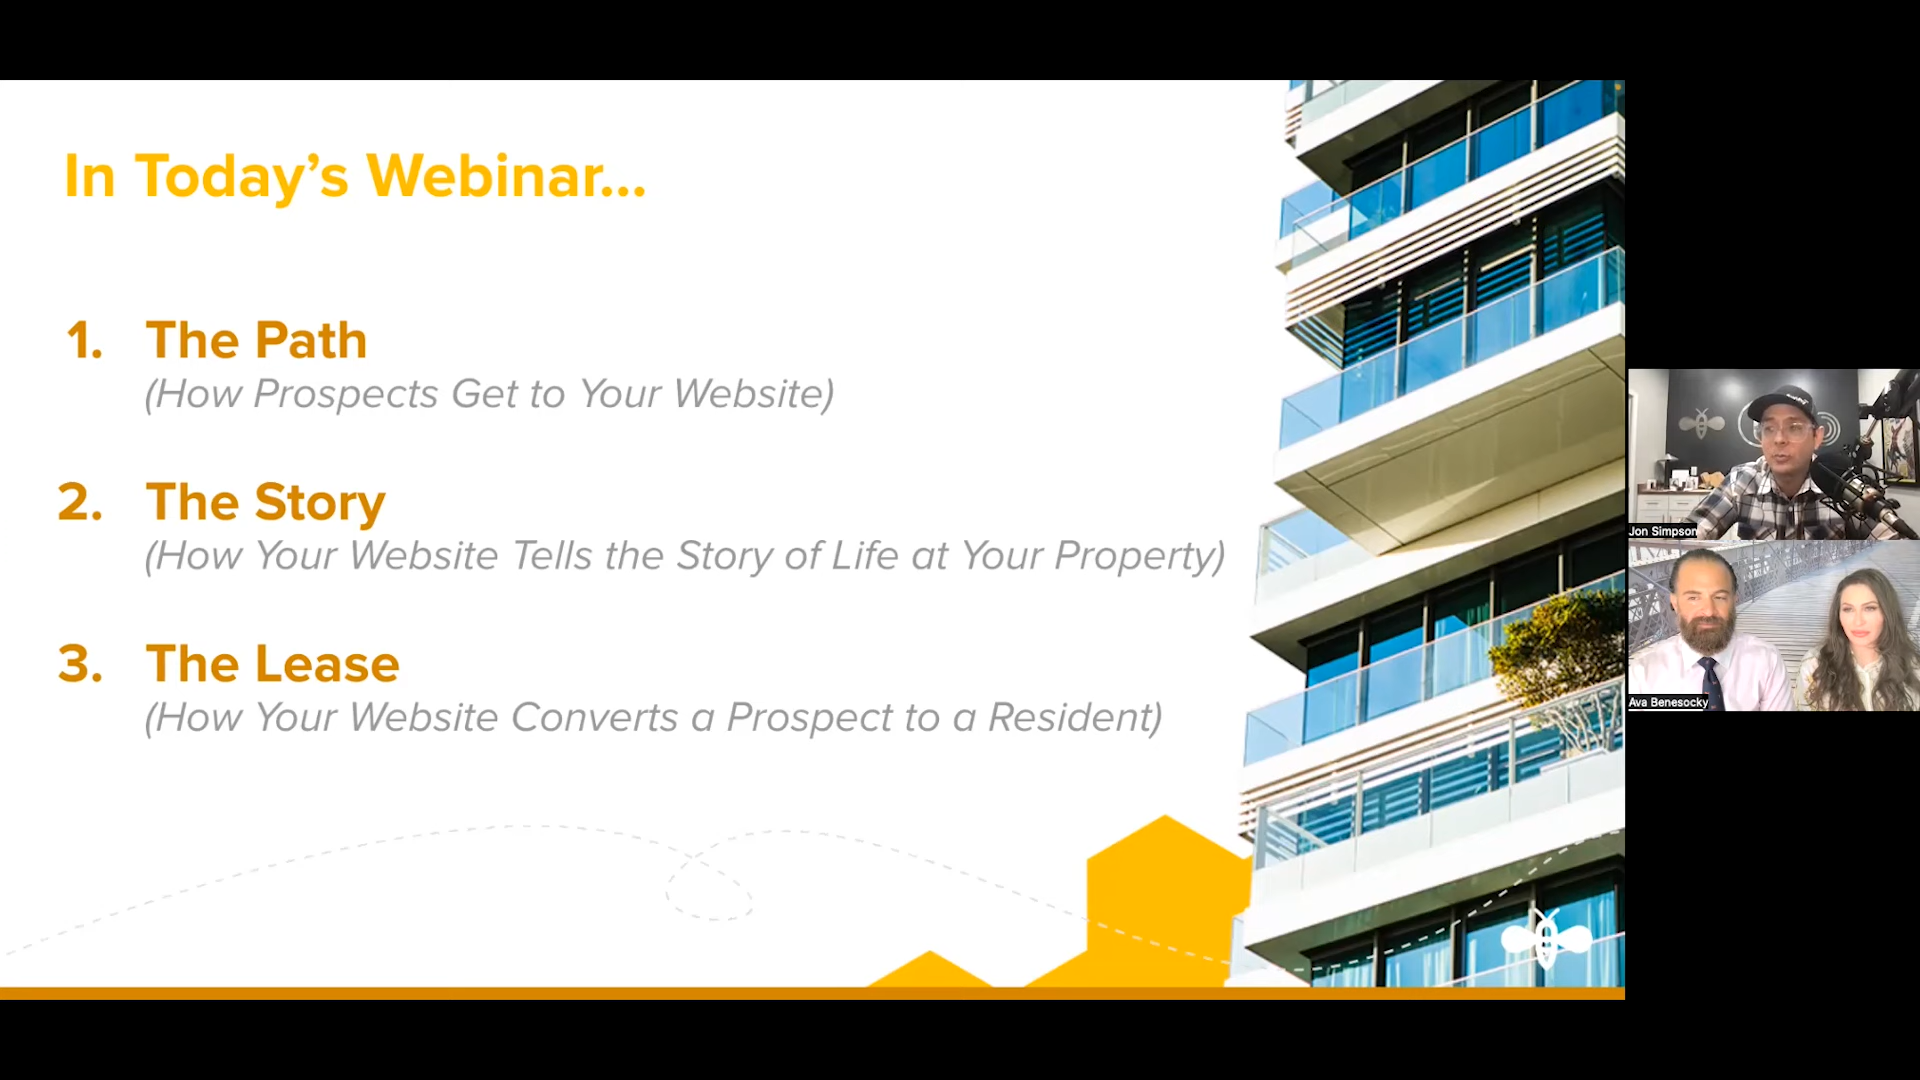 In Today’s Webinar...
1. The Path
(How Prospects Get to Your Website)
2. The Story
(How Your Website Tells the Story of Life at Your Property)
3. The Lease
(How Your Website Converts a Prospect to a Resident)
Jon Simpson
Ava Benesocky